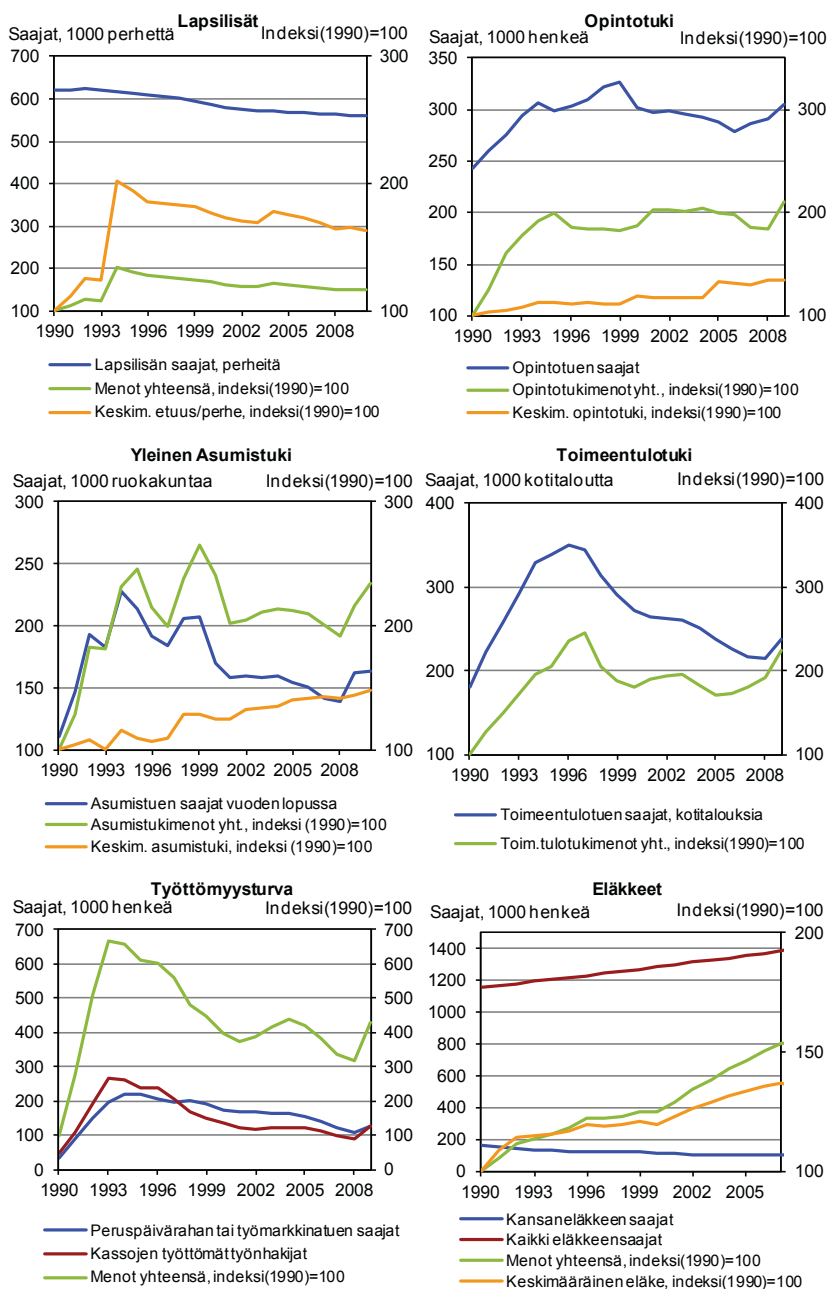 Lapsilisät
Saajat, 1000 perhettä Indeksi(1990)=100
700 300
600
500
400 200
300
200
100 100
1990 1993 1996 1999 2002 2005 2008
Lapsilisän saajat, perheitä
Menot yhteensä, indeksi(1990)=100
Keskim. etuus/perhe, indeksi(1990)=100
Opintotuki
Saajat, 1000 henkeä Indeksi(1990)=100
350
300 300
250
200 200
150
100 100
1990 1993 1996 1999 2002 2005 2008
Opintotuen saajat
Opintotukimenot yht., indeksi(1990)=100
Keskim. opintotuki, indeksi(1990)=100
Yleinen Asumistuki
Saajat, 1000 ruokakuntaa Indeksi(1990)=100
300 300
250
200 200
150
100 100
1990 1993 1996 1999 2002 2005 2008
Asumistuen saajat vuoden lopussa
Asumistukimenot yht., indeksi (1990)=100
Keskim. asumistuki, indeksi (1990)=100
Toimeentulotuki
Saajat, 1000 kotitaloutta Indeksi(1990)=100
400 400
300 300
200 200
100 100
1990 1993 1996 1999 2002 2005 2008
Toimeentulotuen saajat, kotitalouksia
Toim.tulotukimenot yht., indeksi(1990)=100
Työttömyysturva
Saajat, 1000 henkeä Indeksi(1990)=100
700 700
600 600
500 500
400 400
300 300
200 200
100 100
0 0
1990 1993 1996 1999 2002 2005 2008
Peruspäivärahan tai työmarkkinatuen saajat
Kassojen työttömät työnhakijat
Menot yhteensä, indeksi(1990)=100
Eläkkeet
Saajat, 1000 henkeä Indeksi(1990)=100
200
1400
1200
1000
150
800
600
400
200
0 100
1990 1993 1996 1999 2002 2005
Kansaneläkkeen saajat
Kaikki eläkkeensaajat
Menot yhteensä, indeksi(1990)=100
Keskimääräinen eläke, indeksi(1990)=100